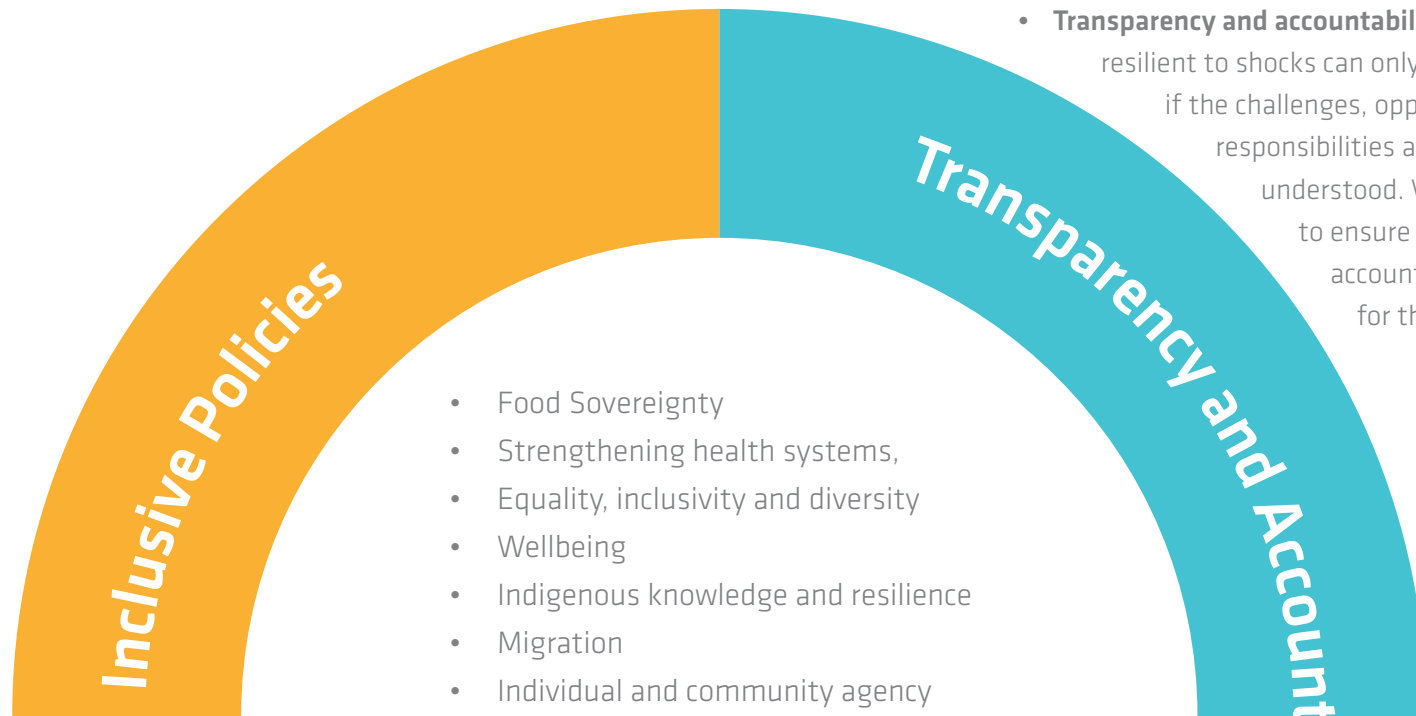 • Transparency and accountabil
resilient to shocks can only
if the challenges, opp
responsibilities a
understood.
to ensure
account
for th
Transparency and Account
Inclusive Policies
• Food Sovereignty
• Strengthening health systems,
• Equality, inclusivity and diversity
• Wellbeing
• Indigenous knowledge and resilience
• Migration
• Individual and community agency